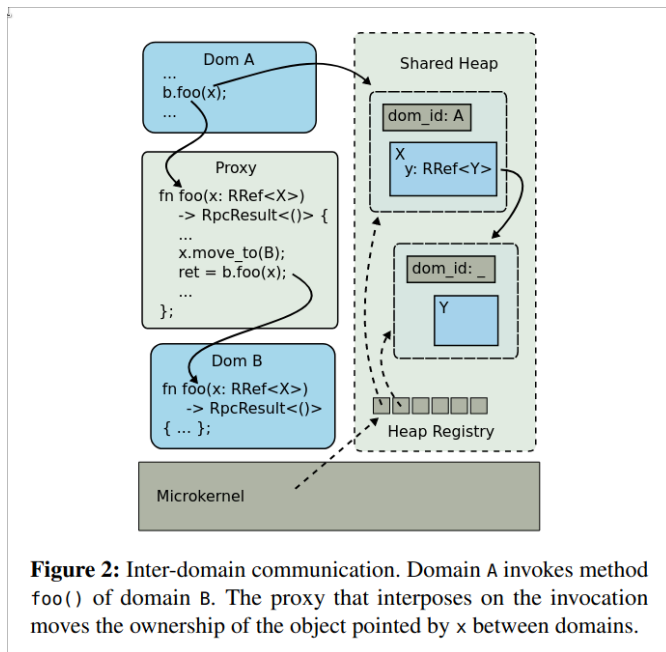 Dom A
...
b.foo(x);
...
Proxy
fn foo(x: RRef<X>)
-> RpcResult<()> {
...
x.move_to(B);
ret = b.foo(x);
...
};
Dom B
fn foo(x: RRef<X>)
-> RpcResult<()>
{ ... };
Shared Heap
dom_id: A
X
y: RRef<Y>
dom_id: _
Y
Heap Registry
Microkernel
Figure 2: Inter-domain communication. Domain A invokes method
foo() of domain B. The proxy that interposes on the invocation
moves the ownership of the object pointed by x between domains.